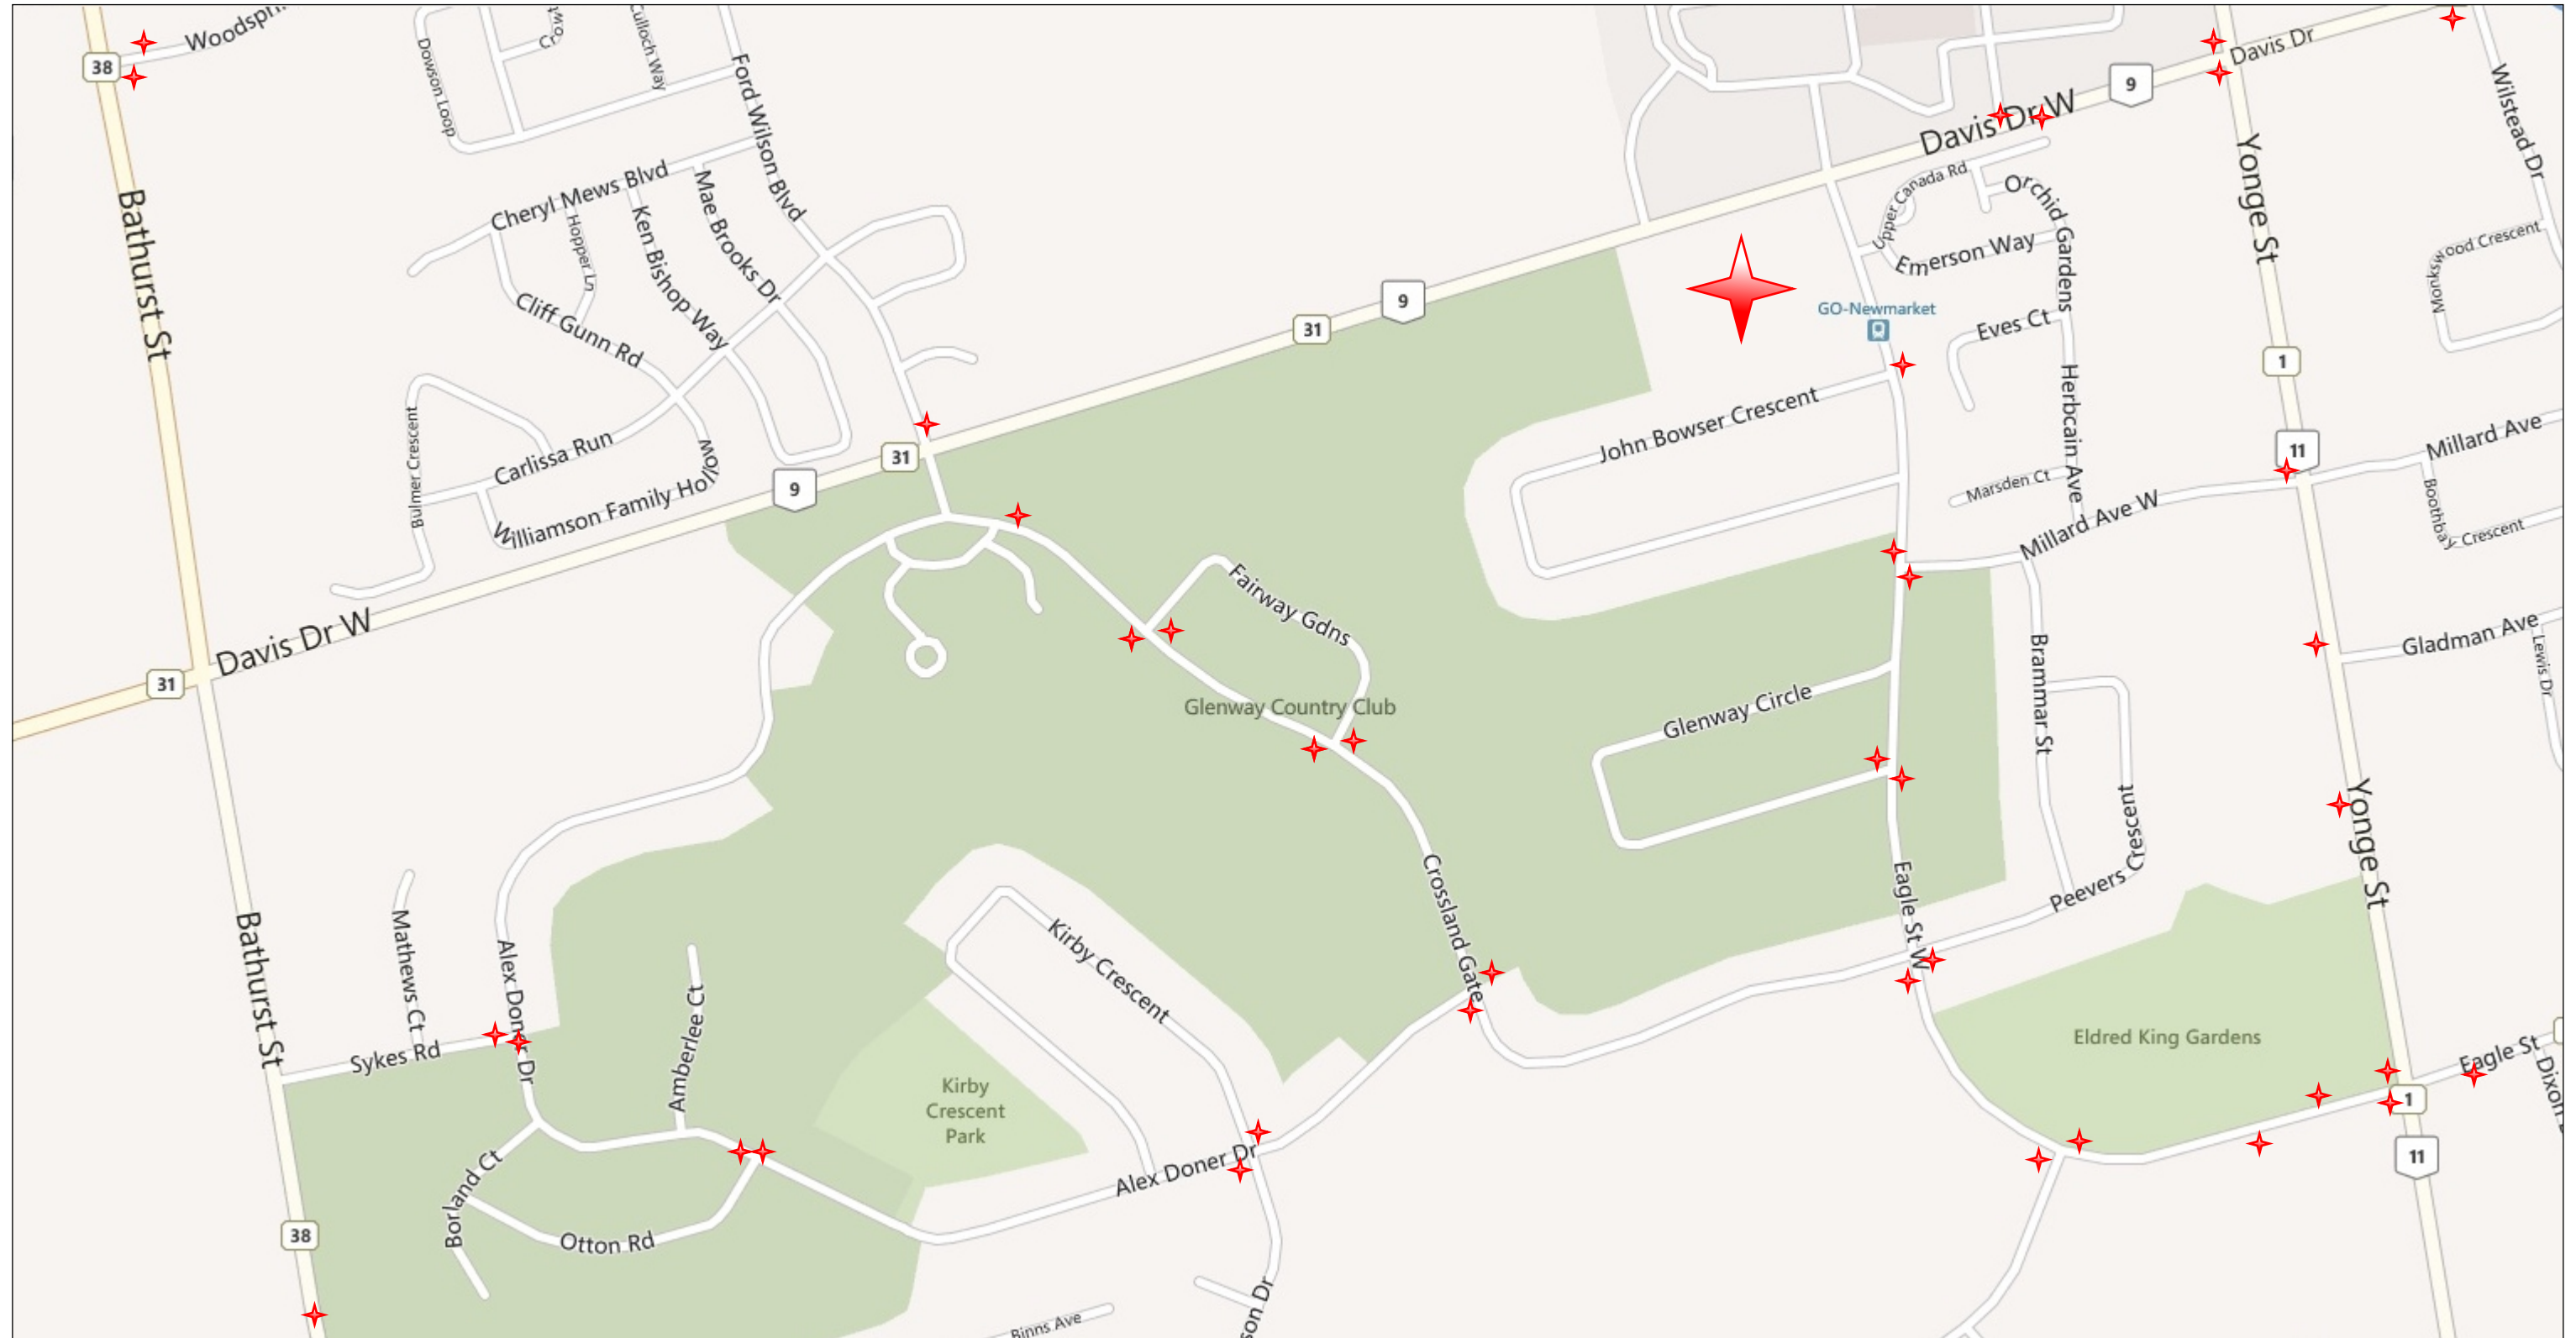 Woodspri
38
Dowson Loop
Cro
wt
Culloch Way
Ford Wilson Blvd
Davis Dr
9
Davis Dr W
Wilstead Dr
Yonge St
Bathurst St
Cheryl Mews Blvd
Hopper Ln
Ken Bishop Way
Mae Brooks Dr
Cliff Gunn Rd
Upper Canada Rd
Orchid Gardens
Emerson Way
Monkswood Crescent
GO-Newmarket
Eves Ct
9
31
1
Herbcain Ave
John Bowser Crescent
Bulmer Crescent
Carlissa Run
Williamson Family Hollow
31
9
11
Millard Ave
Marsden Ct
Millard Ave W
Boothbay Crescent
Fairway Gdns
Davis Dr W
31
Gladman Ave
Lewis Dr
Brammar St
Glenway Country Club
Glenway Circle
Yonge St
Peevers Crescent
Crossland Gate
Eagle St W
Bathurst St
Mathews Ct
Alex Doner Dr
Kirby Crescent
Amberlee Ct
Sykes Rd
Eldred King Gardens
Eagle St
Kirby
Crescent
Park
1
Alex Doner Dr
11
Borland Ct
Otton Rd
38
son Dr
Binns Ave